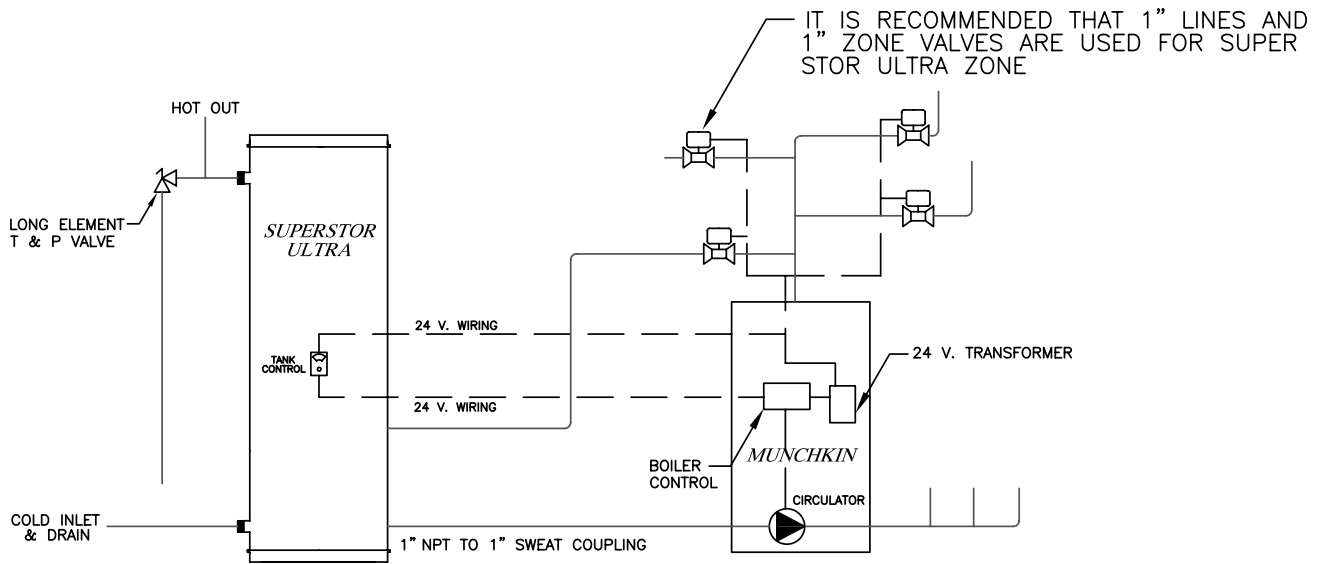 IT IS RECOMMENDED THAT 1" LINES AND
1" ZONE VALVES ARE USED FOR SUPER
STOR ULTRA ZONE
HOT OUT
LONG ELEMENT
T & P VALVE
SUPERSTOR
ULTRA
24 V. WIRING
TANK
CONTROL
24 V. TRANSFORMER
24 V. WIRING
MUNCHKIN
BOILER
CONTROL
CIRCULATOR
COLD INLET
& DRAIN
1" NPT TO 1" SWEAT COUPLING